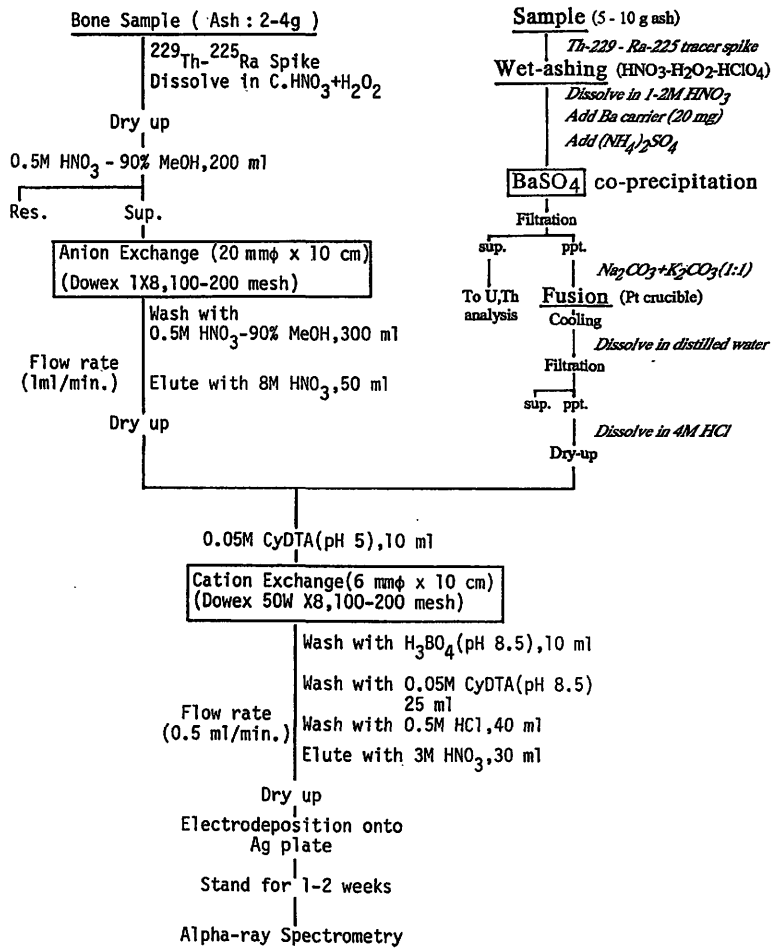 Bone Sample ( Ash : 2-4g )
229Th-225Ra Spike
Dissolve in C.HNO3+H2O2
Dry up
0.5M HNO3 - 90% MeOH,200 ml
Res. Sup.
Anion Exchange (20 mmϕ x 10 cm)
(Dowex 1X8,100-200 mesh)
Wash with
0.5M HNO3-90% MeOH,300 ml
Flow rate
(1ml/min.)
Elute with 8M HNO3,50 ml
Dry up
Sample (5 - 10 g ash)
Th-229 - Ra-225 tracer spike
Wet-ashing (HNO3-H2O2-HClO4)
Dissolve in 1-2M HNO3
Add Ba carrier (20 mg)
Add (NH4)2SO4
BaSO4 co-precipitation
Filtration
sup. ppt.
Na2CO3+K2CO3(1:1)
To U,Th
analysis
Fusion (Pt crucible)
Cooling
Dissolve in distilled water
Filtration
sup. ppt.
Dissolve in 4M HCl
Dry-up
0.05M CyDTA(pH 5),10 ml
Cation Exchange(6 mmϕ x 10 cm)
(Dowex 50W X8,100-200 mesh)
Wash with H3BO4(pH 8.5),10 ml
Wash with 0.05M CyDTA(pH 8.5)
25 ml
Flow rate
(0.5 ml/min.)
Wash with 0.5M HCl,40 ml
Elute with 3M HNO3,30 ml
Dry up
Electrodeposition onto
Ag plate
Stand for 1-2 weeks
Alpha-ray Spectrometry